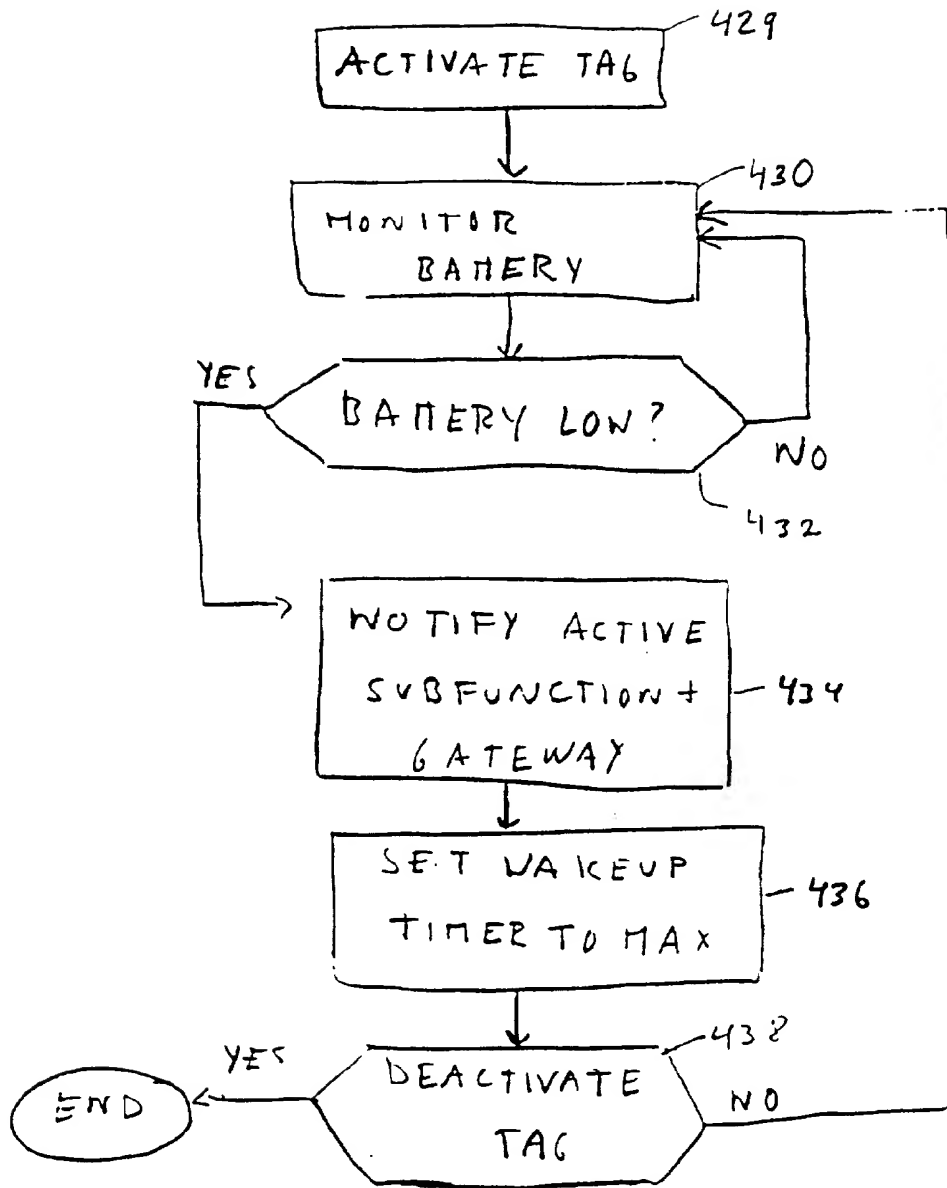 429
ACTIVATE TAG
430
MONITOR
BATTERY
YES
BATTERY LOW?
NO
432
NOTIFY ACTIVE
SUBFUNCTION +
GATEWAY
434
SET WAKEUP
TIMER TO MAX
436
438
YES
DEACTIVATE
TAG
NO
END